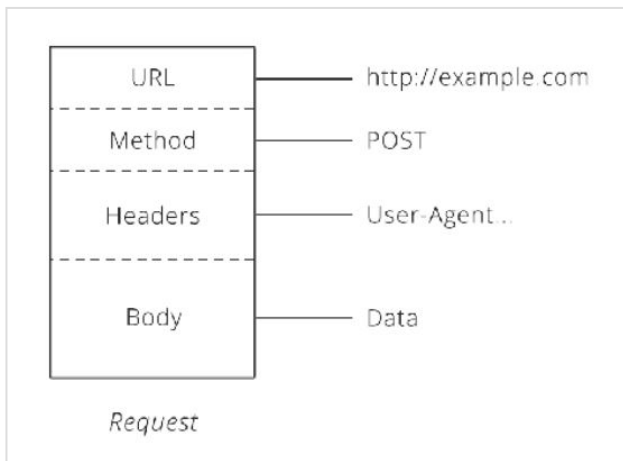 URL http://example.com
Method POST
Headers User-Agent...
Body Data
Request